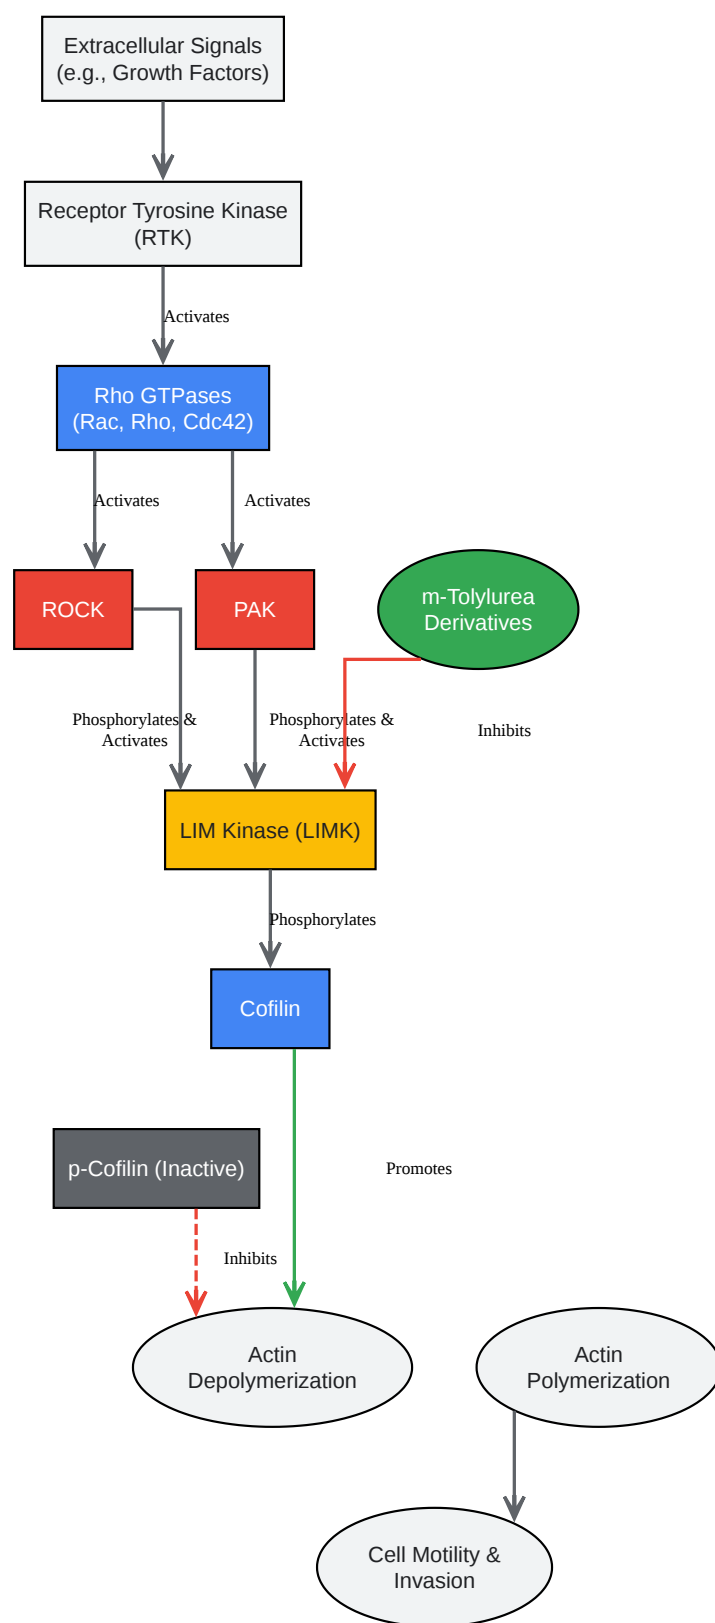 Extracellular Signals
(e.g., Growth Factors)
Receptor Tyrosine Kinase
(RTK)
Activates
Rho GTPases
(Rac, Rho, Cdc42)
Activates
Activates
ROCK
PAK
m-Tolylurea
Derivatives
Phosphorylates &
Activates
Phosphorylates &
Activates
Inhibits
LIM Kinase (LIMK)
Phosphorylates
Cofilin
p-Cofilin (Inactive)
Promotes
Inhibits
Actin
Depolymerization
Actin
Polymerization
Cell Motility &
Invasion